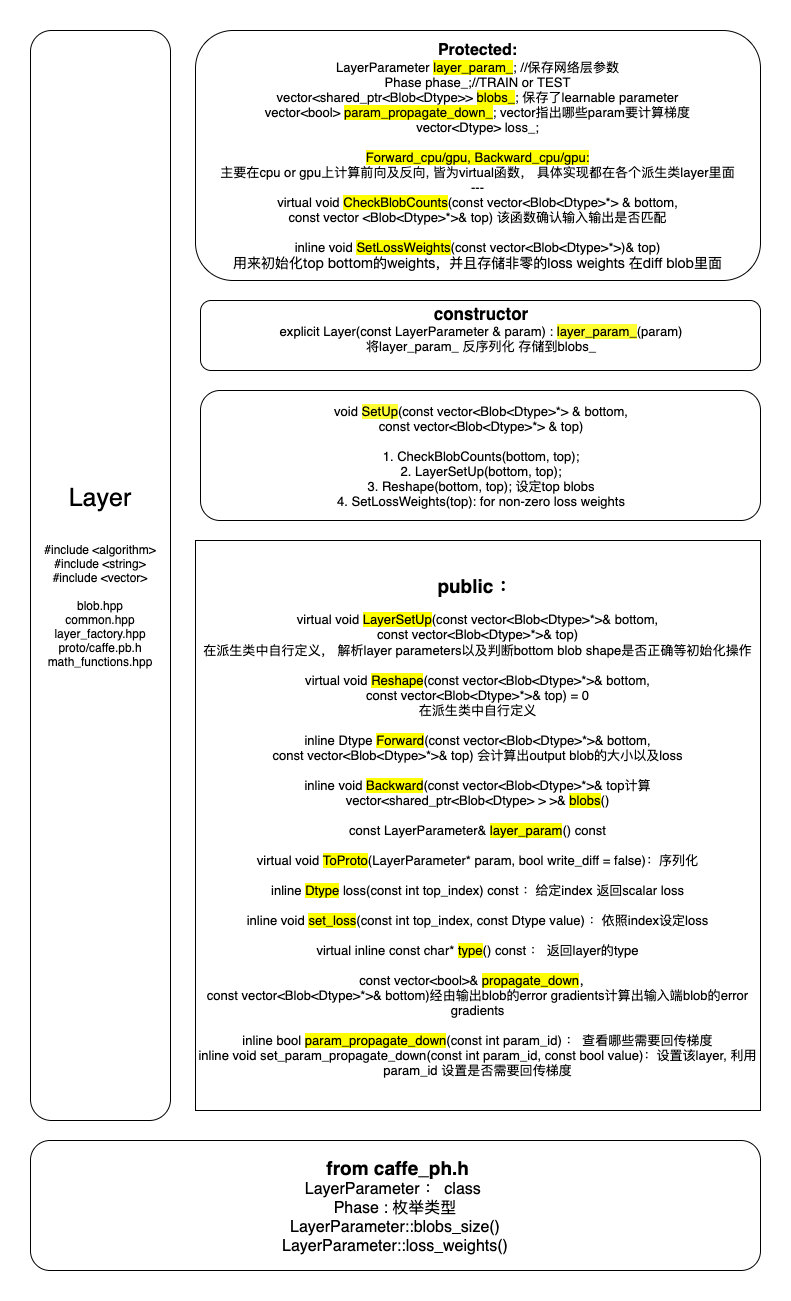 Layer
#include <algorithm>
#include <string>
#include <vector>
blob.hpp
common.hpp
layer_factory.hpp
proto/caffe.pb.h
math_functions.hpp
Protected:
LayerParameter layer_param_; //保存网络层参数
Phase phase_;//TRAIN or TEST
vector<shared_ptr<Blob<Dtype>> blobs_; 保存了learnable parameter
vector<bool> param_propagate_down_; vector指出哪些param要计算梯度
vector<Dtype> loss_;
Forward_cpu/gpu, Backward_cpu/gpu:
主要在cpu or gpu上计算前向及反向, 皆为virtual函数， 具体实现都在各个派生类layer里面
---
virtual void CheckBlobCounts(const vector<Blob<Dtype>*> & bottom,
const vector <Blob<Dtype>*>& top) 该函数确认输入输出是否匹配
inline void SetLossWeights(const vector<Blob<Dtype>*>)& top)
用来初始化top bottom的weights，并且存储非零的loss weights 在diff blob里面
constructor
explicit Layer(const LayerParameter & param) : layer_param_(param)
将layer_param_ 反序列化 存储到blobs_
void SetUp(const vector<Blob<Dtype>*> & bottom,
const vector<Blob<Dtype>*> & top)
1. CheckBlobCounts(bottom, top);
2. LayerSetUp(bottom, top);
3. Reshape(bottom, top); 设定top blobs
4. SetLossWeights(top): for non-zero loss weights
public：
virtual void LayerSetUp(const vector<Blob<Dtype>*>& bottom,
const vector<Blob<Dtype>*>& top)
在派生类中自行定义， 解析layer parameters以及判断bottom blob shape是否正确等初始化操作
virtual void Reshape(const vector<Blob<Dtype>*>& bottom,
const vector<Blob<Dtype>*>& top) = 0
在派生类中自行定义
inline Dtype Forward(const vector<Blob<Dtype>*>& bottom,
const vector<Blob<Dtype>*>& top) 会计算出output blob的大小以及loss
inline void Backward(const vector<Blob<Dtype>*>& top计算
vector<shared_ptr<Blob<Dtype> > >& blobs()
const LayerParameter& layer_param() const
virtual void ToProto(LayerParameter* param, bool write_diff = false)：序列化
inline Dtype loss(const int top_index) const：给定index 返回scalar loss
inline void set_loss(const int top_index, const Dtype value)：依照index设定loss
virtual inline const char* type() const： 返回layer的type
const vector<bool>& propagate_down,
const vector<Blob<Dtype>*>& bottom)经由输出blob的error gradients计算出输入端blob的error
gradients
inline bool param_propagate_down(const int param_id)： 查看哪些需要回传梯度
inline void set_param_propagate_down(const int param_id, const bool value)：设置该layer, 利用
param_id 设置是否需要回传梯度
from caffe_ph.h
LayerParameter： class
Phase : 枚举类型
LayerParameter::blobs_size()
LayerParameter::loss_weights()